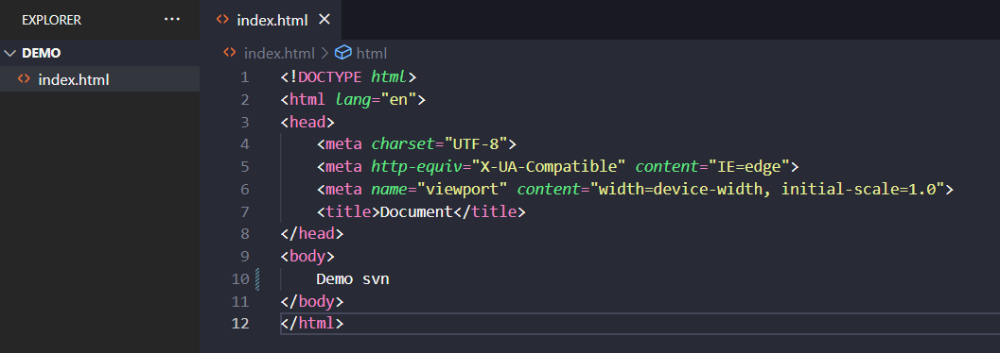 EXPLORER ...
DEMO
<> index.html
<> index.html ×
<> index.html > html
1 <!DOCTYPE html>
2 <html lang="en">
3 <head>
4     <meta charset="UTF-8">
5     <meta http-equiv="X-UA-Compatible" content="IE=edge">
6     <meta name="viewport" content="width=device-width, initial-scale=1.0">
7     <title>Document</title>
8 </head>
9 <body>
10     Demo svn
11 </body>
12 </html>